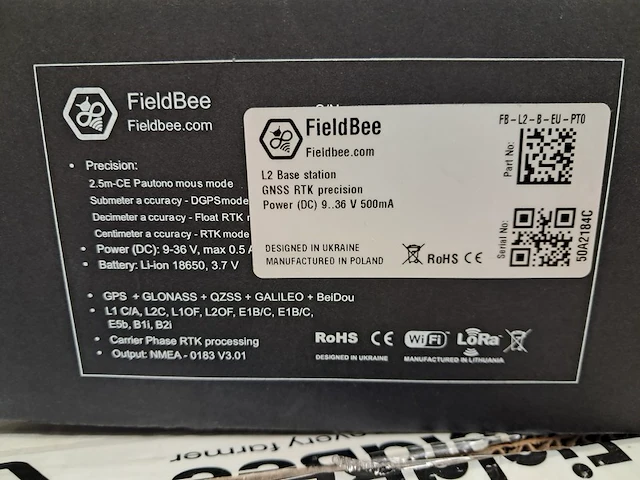 FieldBee
Fieldbee.com
• Precision:
2.5m-CE Pautono mous mode
Submeter a ccuracy - DGPSmode
Decimeter a ccuracy - Float RTK
Centimeter a ccuracy - RTK mode
• Power (DC): 9-36 V, max 0.5
• Battery: Li-ion 18650, 3.7 V
• GPS + GLONASS + QZSS + GALILEO + BeiDou
• L1 C/A, L2C, L1OF, L2OF, E1B/C, E1B/C,
E5b, B1i, B2i
• Carrier Phase RTK processing
• Output: NMEA - 0183 V3.01
RoHS CE WiFi LoRa
DESIGNED IN UKRAINE MANUFACTURED IN LITHUANIA
FieldBee
Fieldbee.com
L2 Base station
GNSS RTK precision
Power (DC) 9..36 V 500mA
DESIGNED IN UKRAINE
MANUFACTURED IN POLAND
RoHS CE
FB-L2-B-EU-PT0
Part No:
Serial No:
50A2184C
every farmer
FieldBee